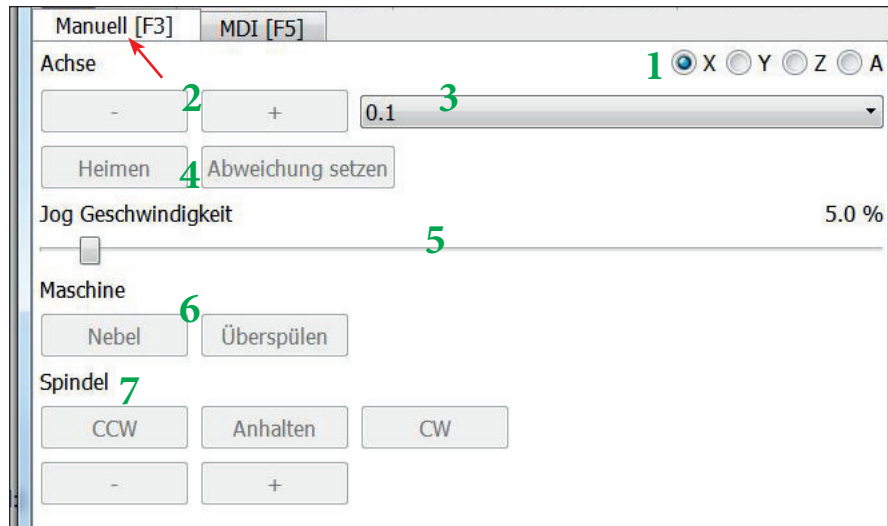 Manuell [F3] MDI [F5]
Achse 1 X Y Z A
- 2 + 0.1 3
Heimen 4 Abweichung setzen
Jog Geschwindigkeit 5.0 %
5
Maschine
6
Nebel Überspülen
Spindel 7
CCW Anhalten CW
- +